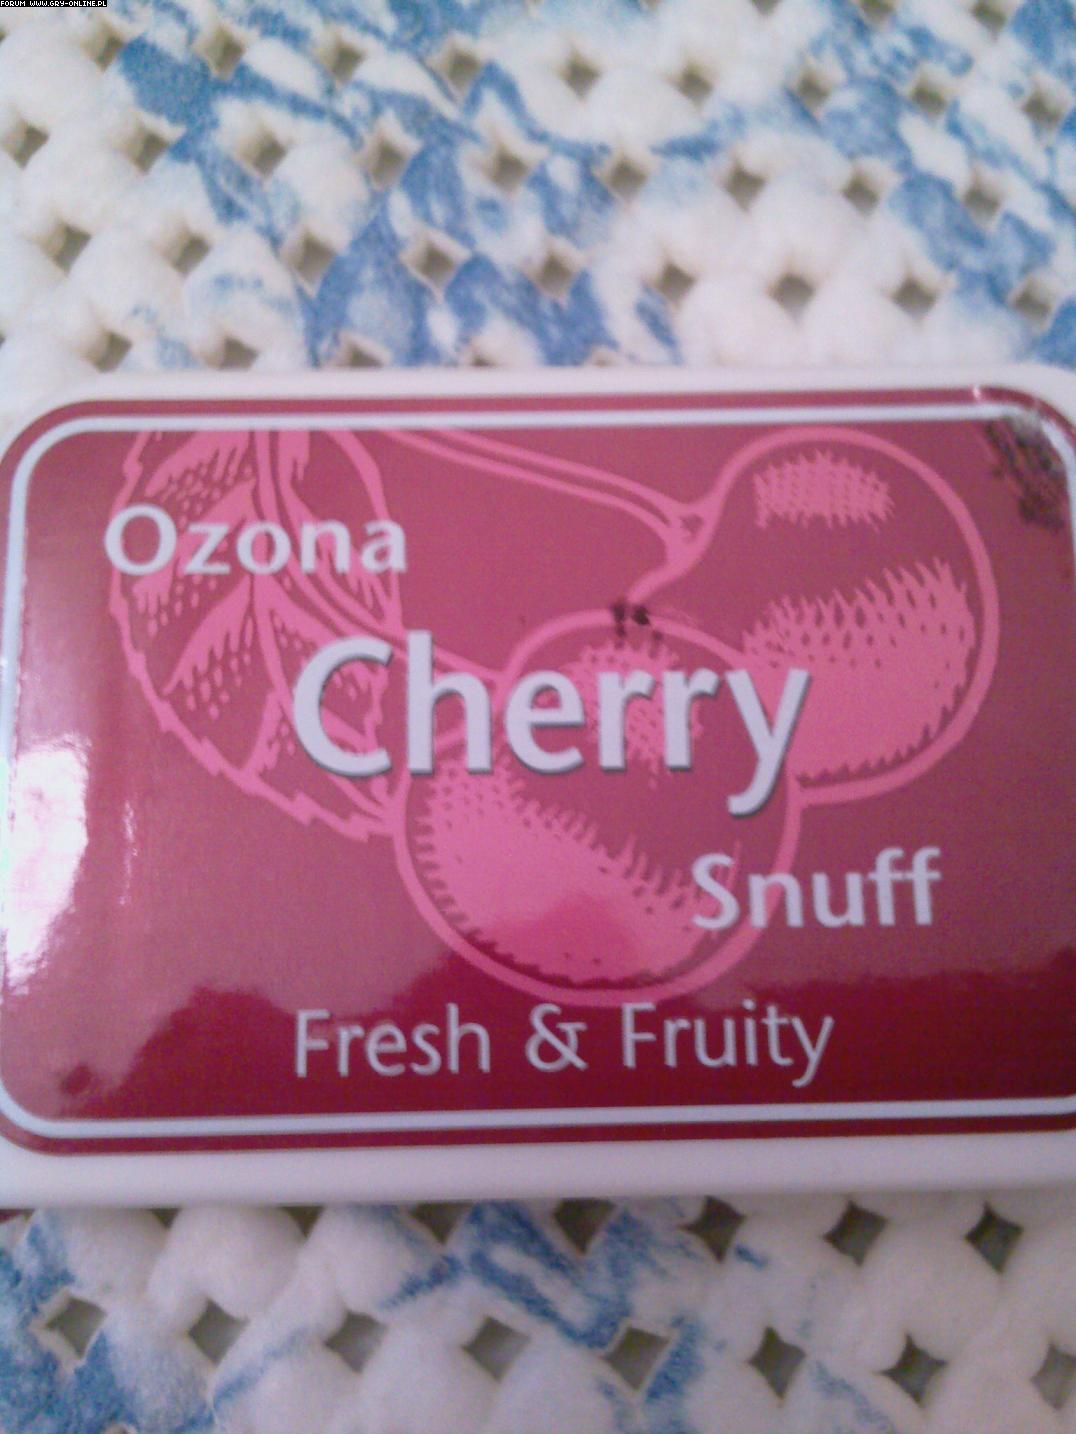 FORUM WWW.GRY-ONLINE.PL
Ozona
Cherry
Snuff
Fresh & Fruity